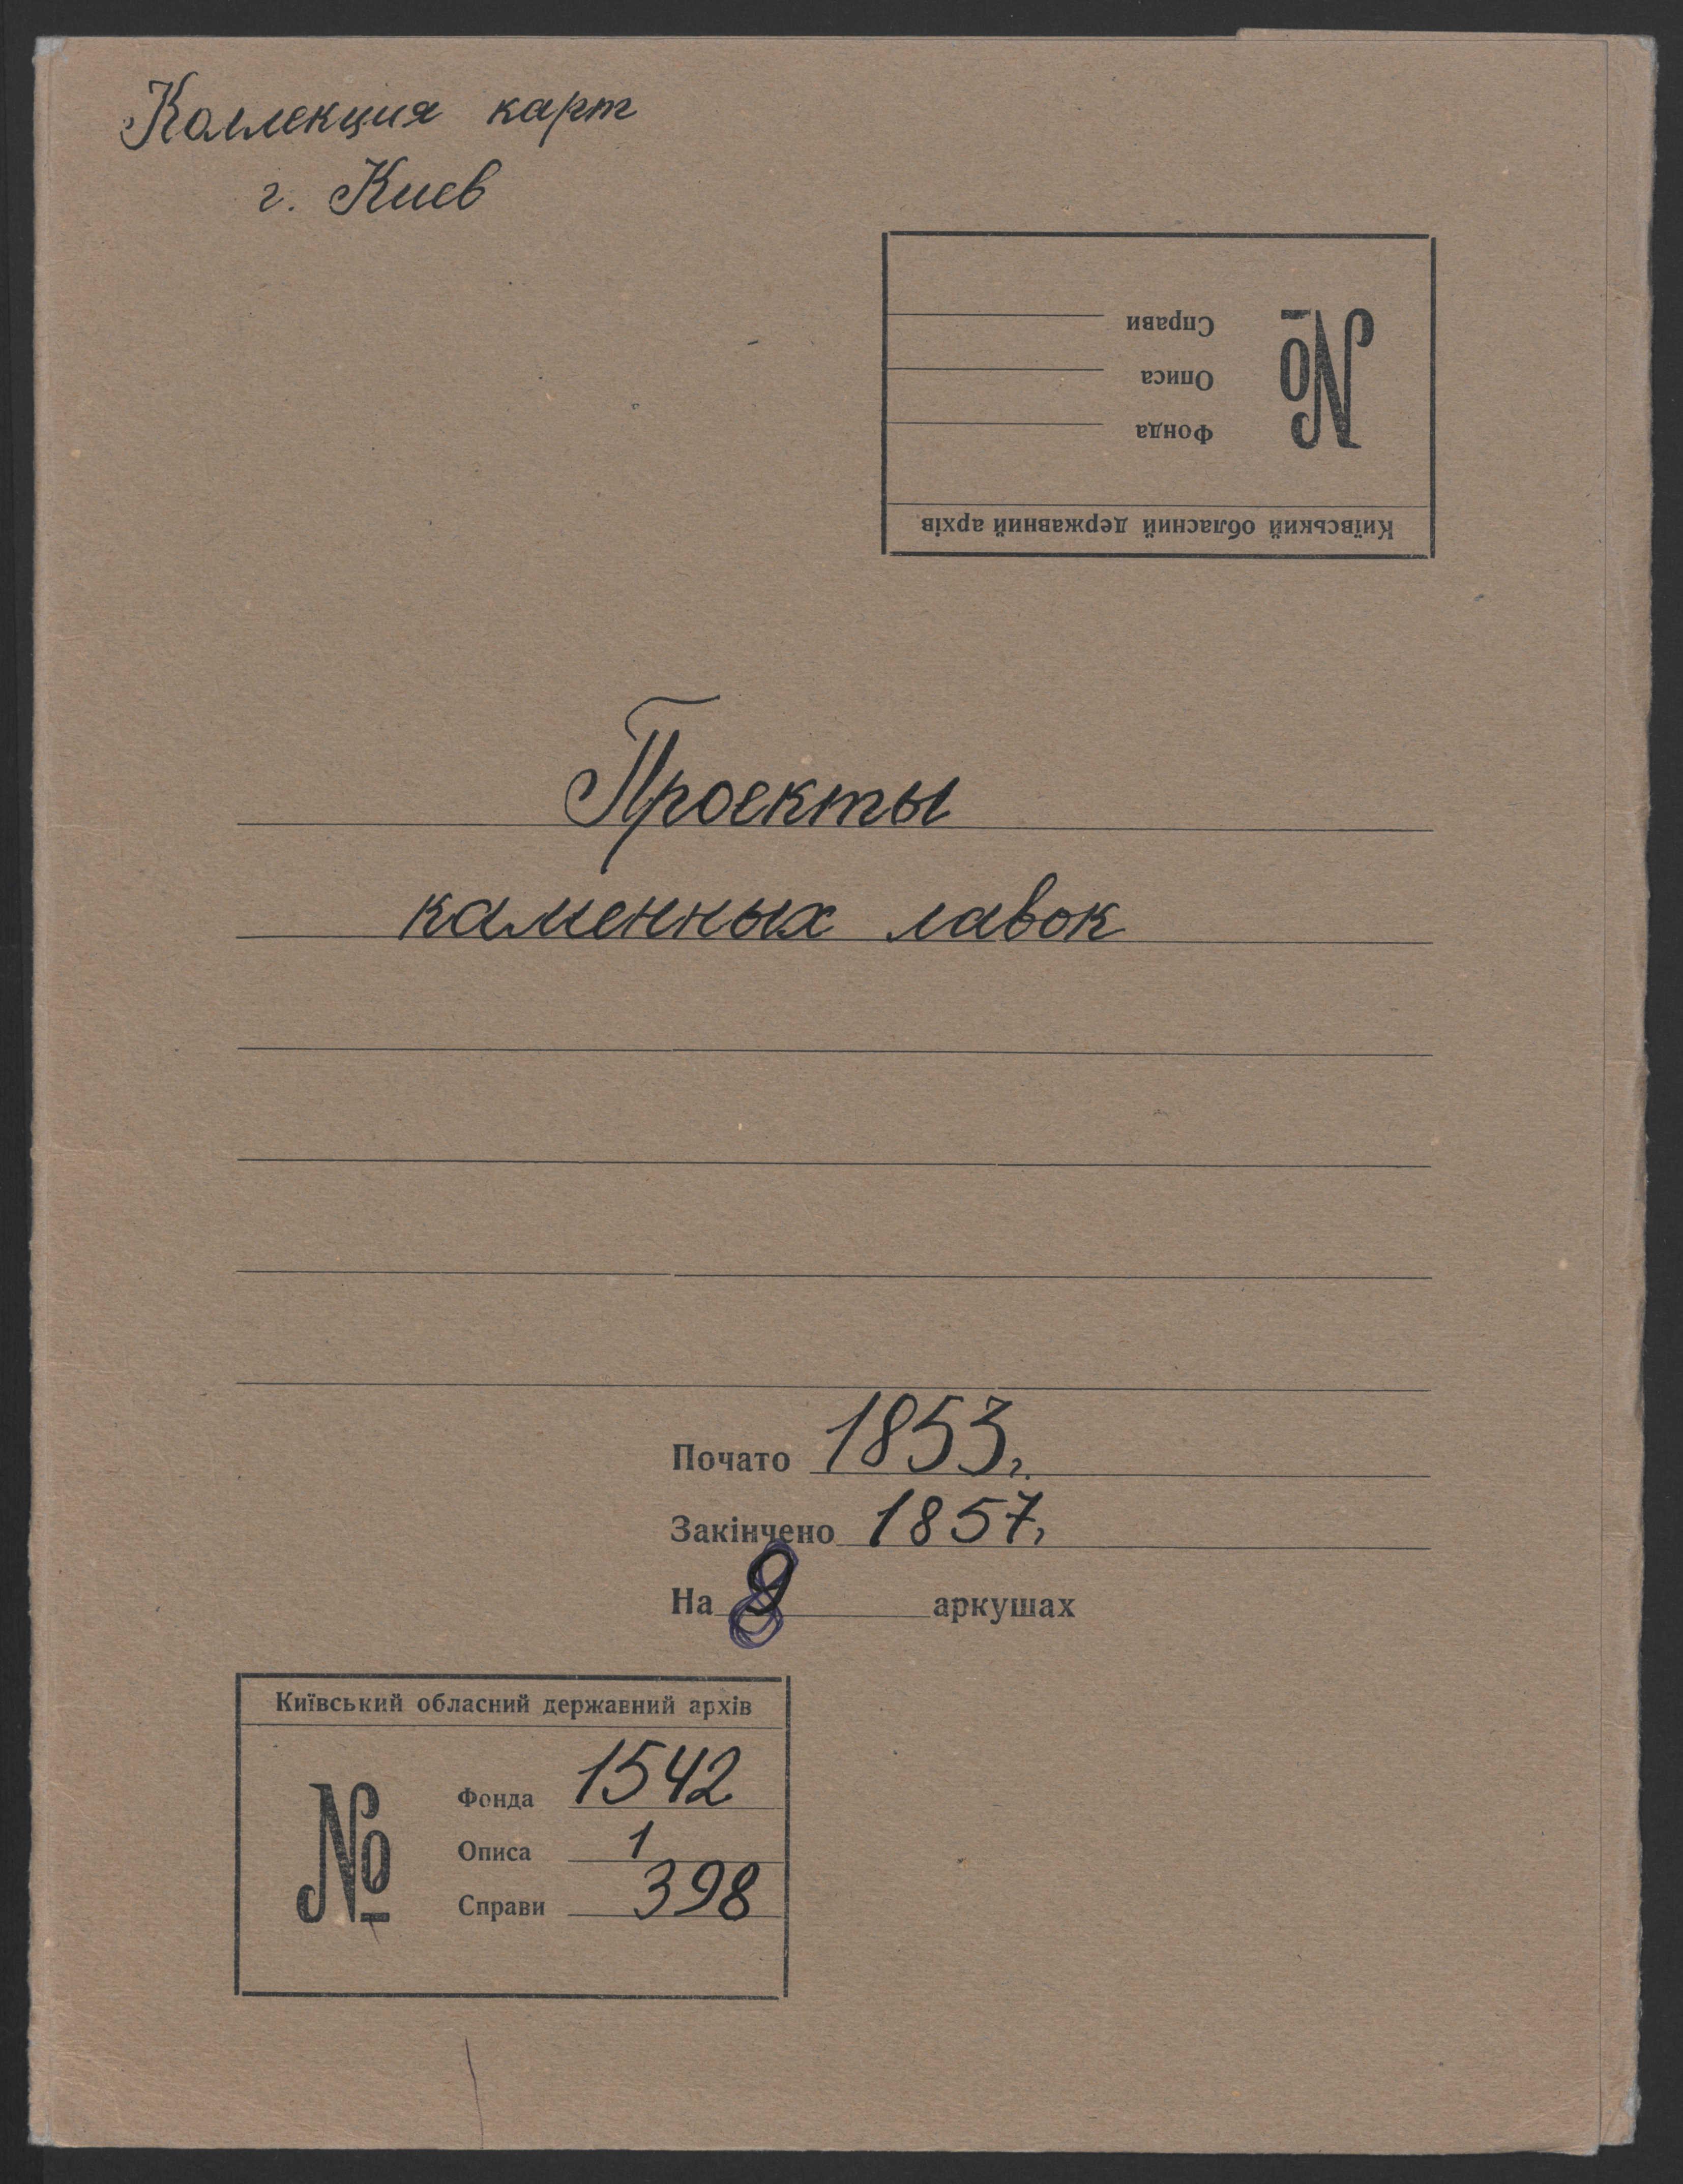 Коллекция карт
г. Киев
Справи
Описа
Фонда
№
Київський обласний державний архів
Проекты
каменных лавок
Почато 1853 г.
Закінчено 1857 г.
На 8 аркушах
Київський обласний державний архів
№
Фонда 1542
Описа 1
Справи 398